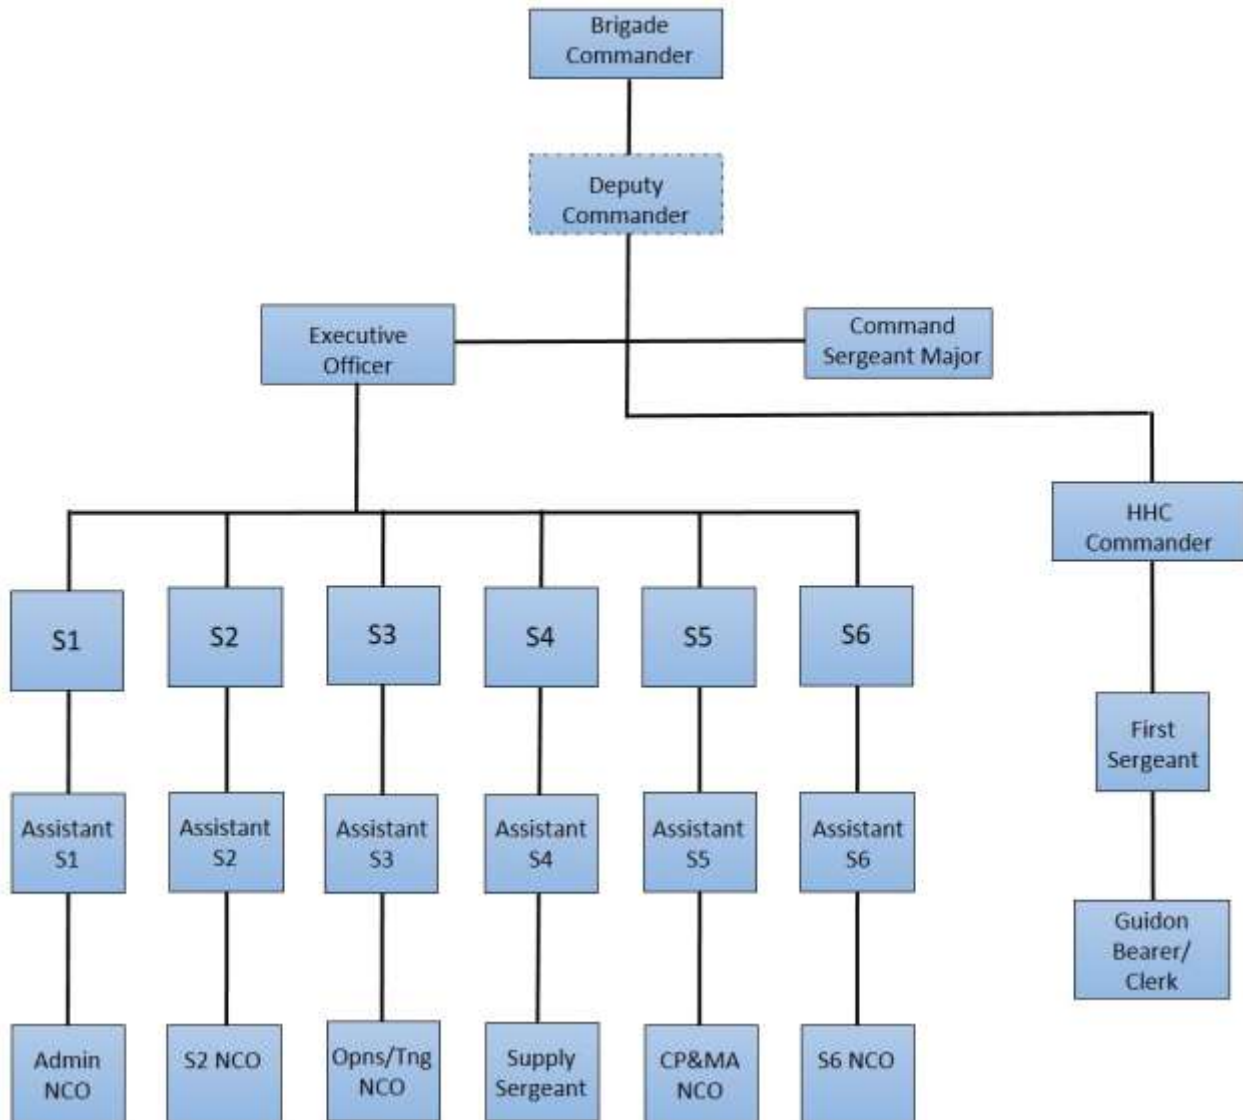 Brigade
Commander
Deputy
Commander
Executive
Officer
Command
Sergeant Major
HHC
Commander
S1
S2
S3
S4
S5
S6
First
Sergeant
Assistant
S1
Assistant
S2
Assistant
S3
Assistant
S4
Assistant
S5
Assistant
S6
Guidon
Bearer/
Clerk
Admin
NCO
S2 NCO
Opns/Tng
NCO
Supply
Sergeant
CP&MA
NCO
S6 NCO